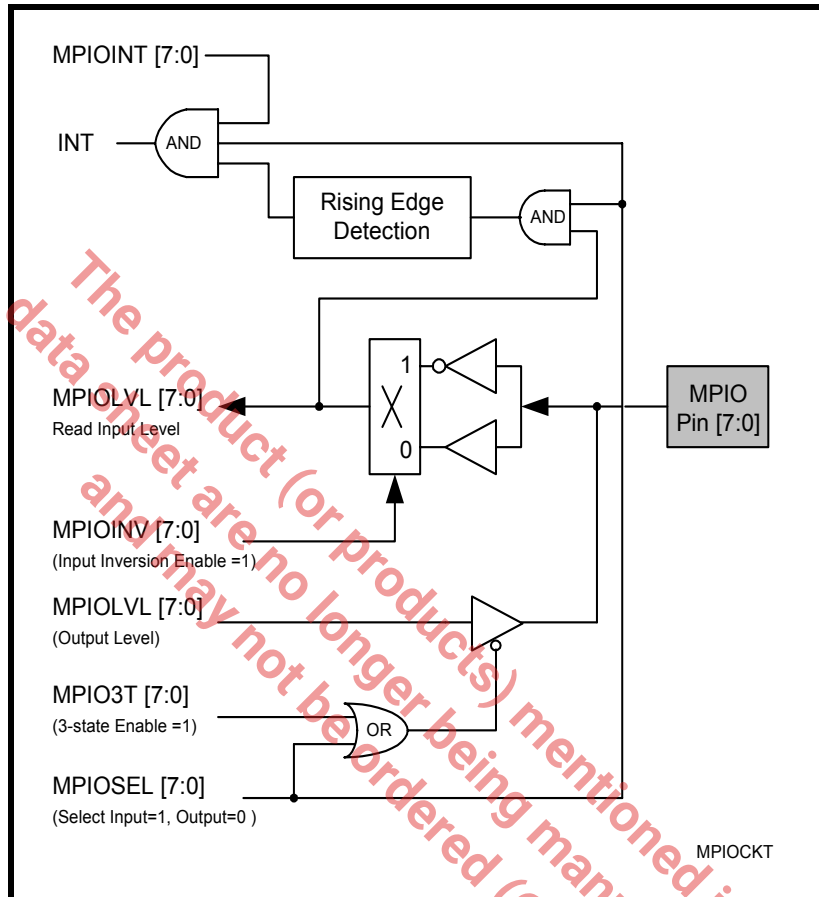 MPIOINT [7:0]
INT
AND
Rising Edge
Detection
AND
MPIOLVL [7:0]
Read Input Level
1
0
MPIO
Pin [7:0]
MPIOINV [7:0]
(Input Inversion Enable =1)
MPIOLVL [7:0]
(Output Level)
MPIO3T [7:0]
(3-state Enable =1)
OR
MPIOSEL [7:0]
(Select Input=1, Output=0 )
MPIOCKT
The product (or products) mentioned i
data sheet are no longer being man
and may not be ordered (